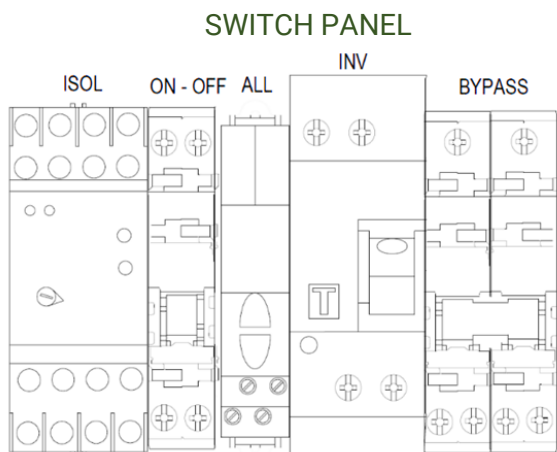 SWITCH PANEL
ISOL ON - OFF ALL INV BYPASS
T